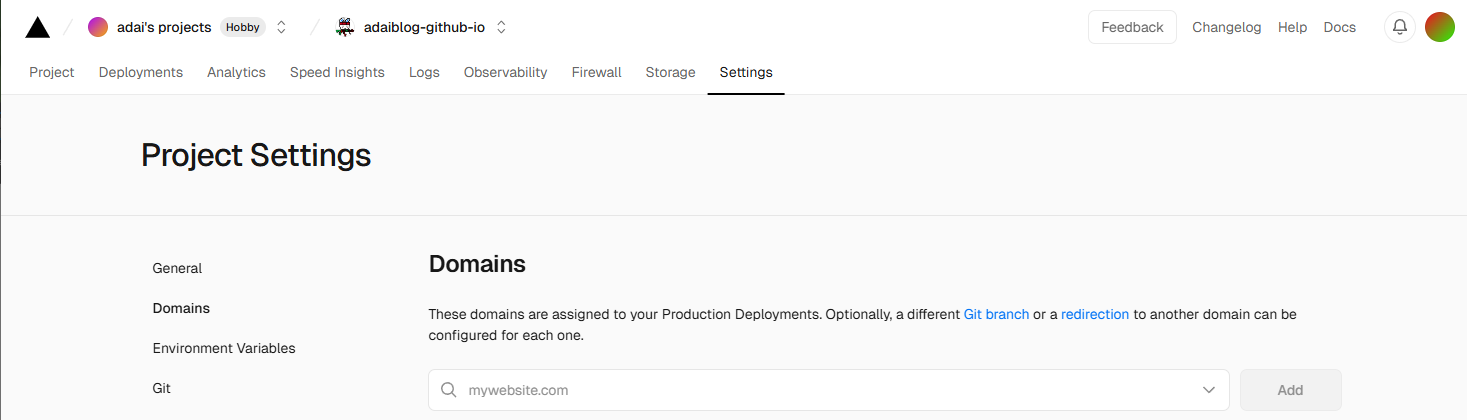 adai's projects Hobby adaiblog-github-io Feedback Changelog Help Docs
Project Deployments Analytics Speed Insights Logs Observability Firewall Storage Settings
Project Settings
General
Domains
Environment Variables
Git
Domains
These domains are assigned to your Production Deployments. Optionally, a different Git branch or a redirection to another domain can be
configured for each one.
mywebsite.com Add